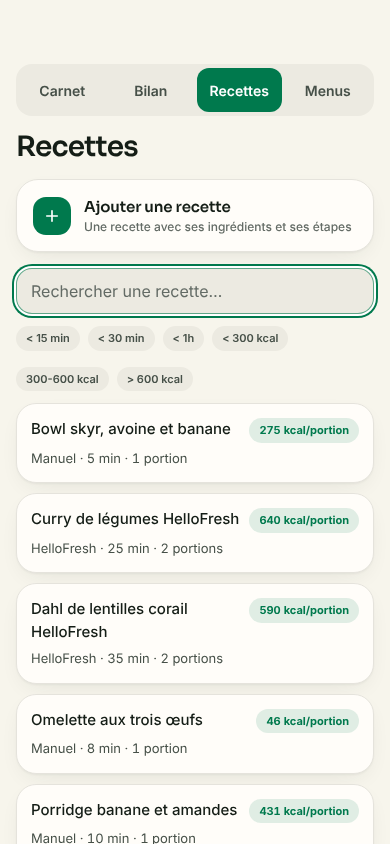 Carnet
Bilan
Recettes
Menus
Recettes
Ajouter une recette
Une recette avec ses ingrédients et ses étapes
Rechercher une recette...
< 15 min
< 30 min
< 1h
< 300 kcal
300-600 kcal
> 600 kcal
Bowl skyr, avoine et banane
275 kcal/portion
Manuel · 5 min · 1 portion
Curry de légumes HelloFresh
640 kcal/portion
HelloFresh · 25 min · 2 portions
Dahl de lentilles corail
HelloFresh
590 kcal/portion
HelloFresh · 35 min · 2 portions
Omelette aux trois œufs
46 kcal/portion
Manuel · 8 min · 1 portion
Porridge banane et amandes
431 kcal/portion
Manuel · 10 min · 1 portion